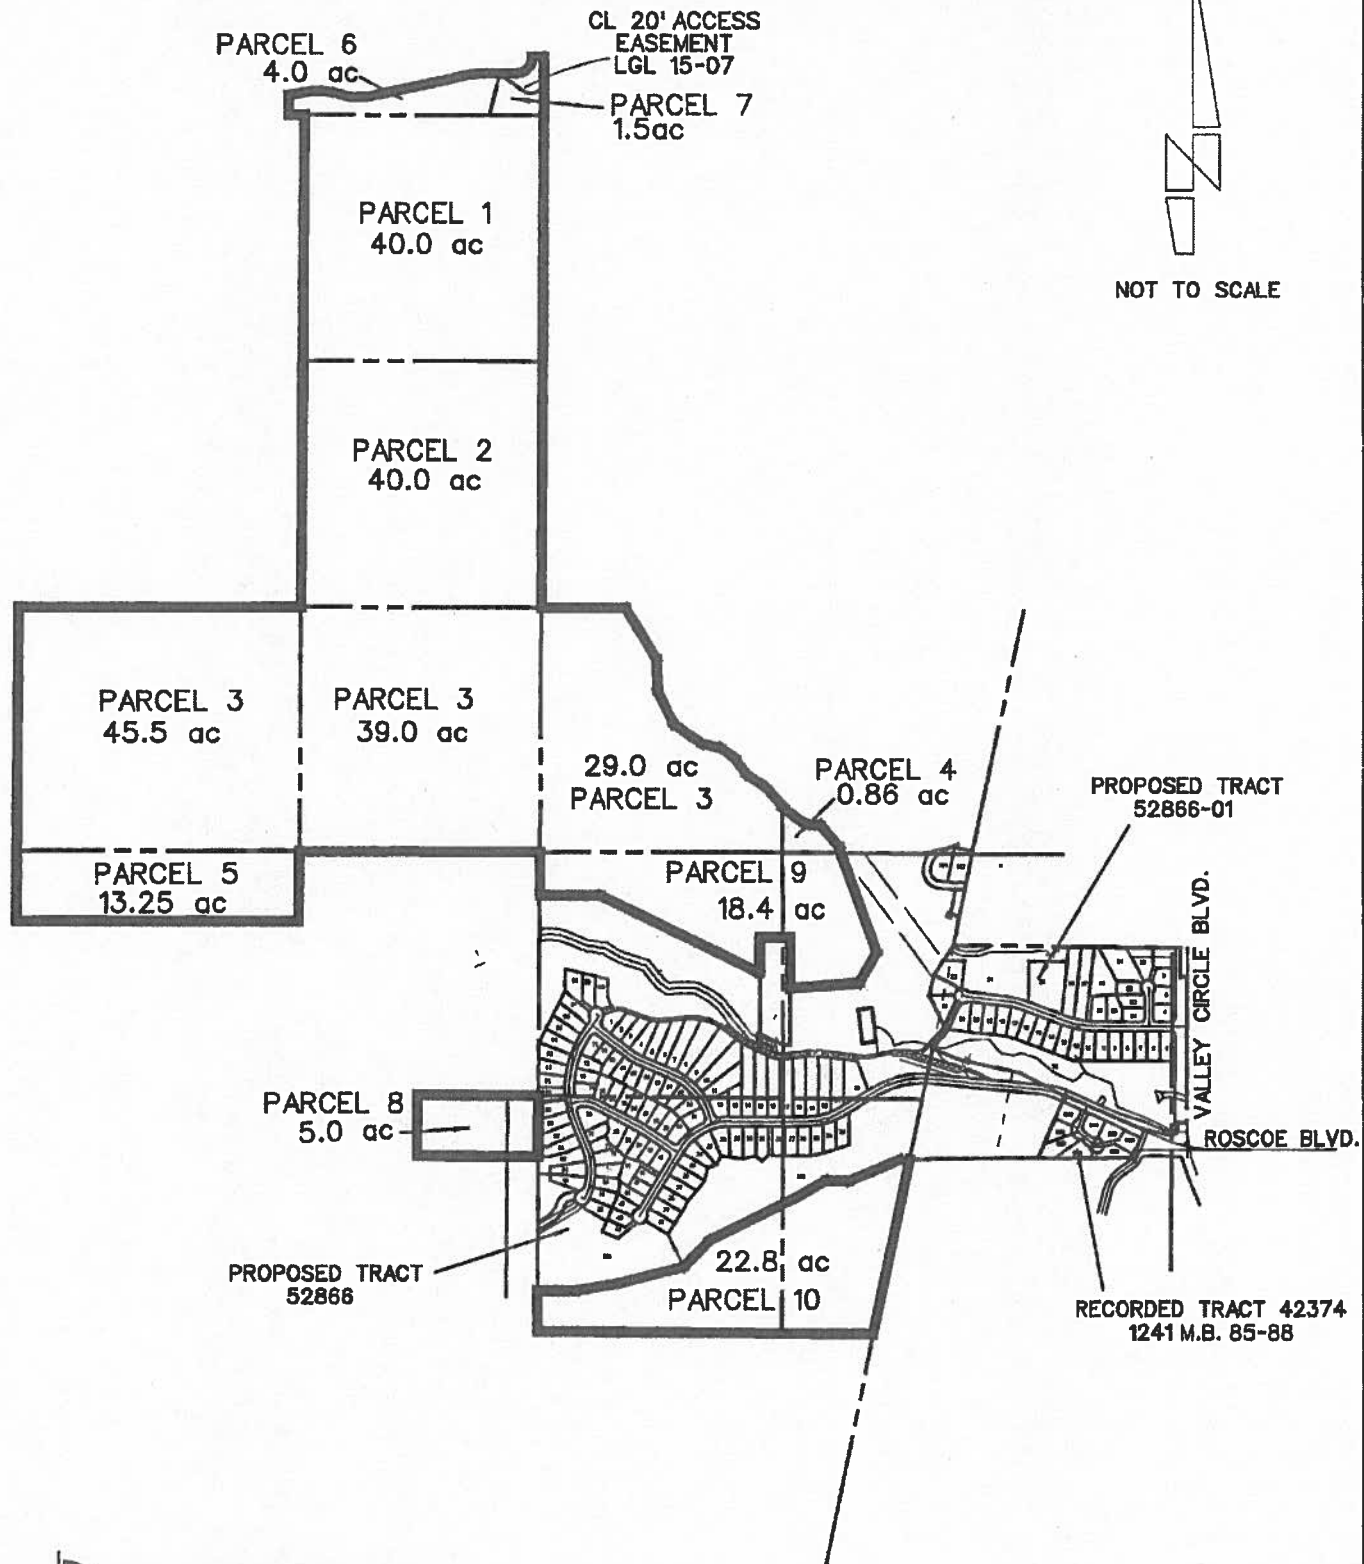 CL 20' ACCESS
EASEMENT
LGL 15-07
PARCEL 6
4.0 ac
PARCEL 7
1.5ac
PARCEL 1
40.0 ac
NOT TO SCALE
PARCEL 2
40.0 ac
PARCEL 3
45.5 ac
PARCEL 3
39.0 ac
29.0 ac
PARCEL 3
PARCEL 4
0.86 ac
PROPOSED TRACT
52866-01
PARCEL 5
13.25 ac
PARCEL 9
18.4 ac
VALLEY CIRCLE BLVD.
PARCEL 8
5.0 ac
ROSCOE BLVD.
PROPOSED TRACT
52866
22.8 ac
PARCEL 10
RECORDED TRACT 42374
1241 M.B. 85-88